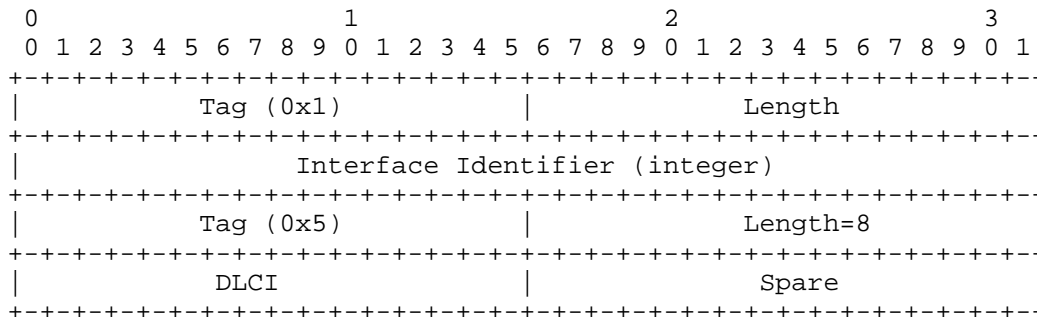 0                   1                   2                   3
 0 1 2 3 4 5 6 7 8 9 0 1 2 3 4 5 6 7 8 9 0 1 2 3 4 5 6 7 8 9 0 1
+-+-+-+-+-+-+-+-+-+-+-+-+-+-+-+-+-+-+-+-+-+-+-+-+-+-+-+-+-+-+-+--
|           Tag (0x1)           |             Length
+-+-+-+-+-+-+-+-+-+-+-+-+-+-+-+-+-+-+-+-+-+-+-+-+-+-+-+-+-+-+-+--
|                 Interface Identifier (integer)
+-+-+-+-+-+-+-+-+-+-+-+-+-+-+-+-+-+-+-+-+-+-+-+-+-+-+-+-+-+-+-+--
|           Tag (0x5)           |             Length=8
+-+-+-+-+-+-+-+-+-+-+-+-+-+-+-+-+-+-+-+-+-+-+-+-+-+-+-+-+-+-+-+--
|            DLCI               |              Spare
+-+-+-+-+-+-+-+-+-+-+-+-+-+-+-+-+-+-+-+-+-+-+-+-+-+-+-+-+-+-+-+--